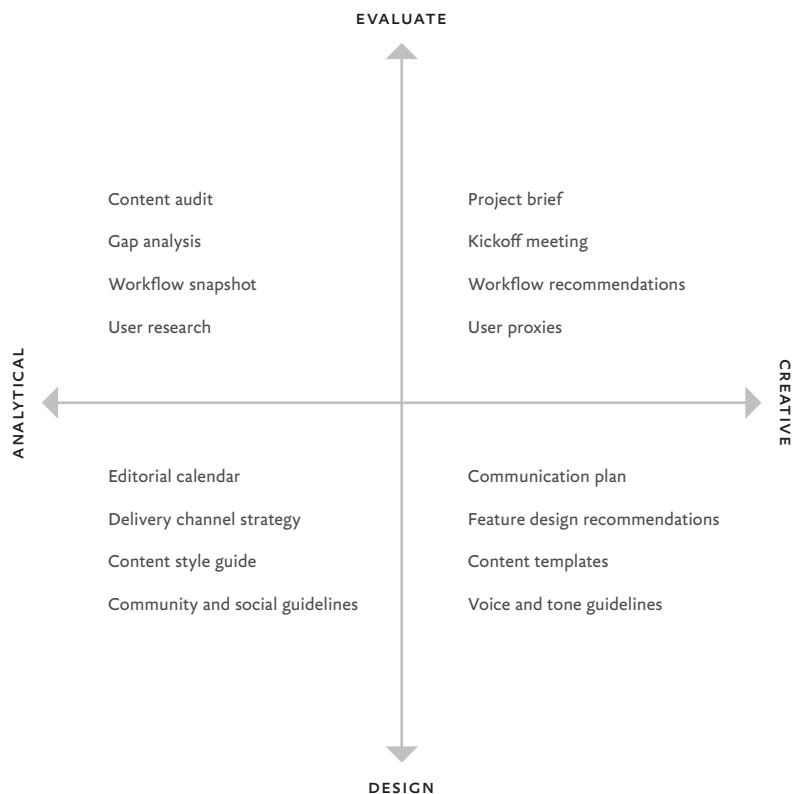 EVALUATE
Content audit
Gap analysis
Workflow snapshot
User research
Project brief
Kickoff meeting
Workflow recommendations
User proxies
ANALYTICAL
CREATIVE
Editorial calendar
Delivery channel strategy
Content style guide
Community and social guidelines
Communication plan
Feature design recommendations
Content templates
Voice and tone guidelines
DESIGN